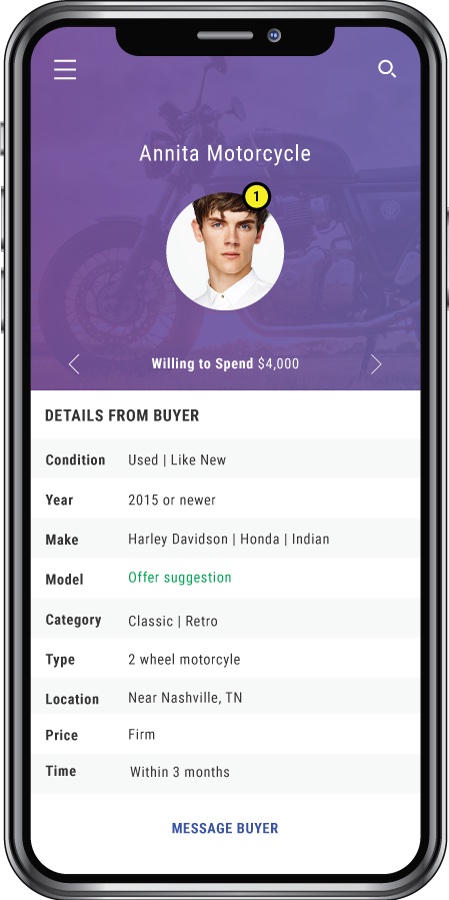 Annita Motorcycle
1
Willing to Spend $4,000
DETAILS FROM BUYER
Condition Used | Like New
Year 2015 or newer
Make Harley Davidson | Honda | Indian
Model Offer suggestion
Category Classic | Retro
Type 2 wheel motorcyle
Location Near Nashville, TN
Price Firm
Time Within 3 months
MESSAGE BUYER